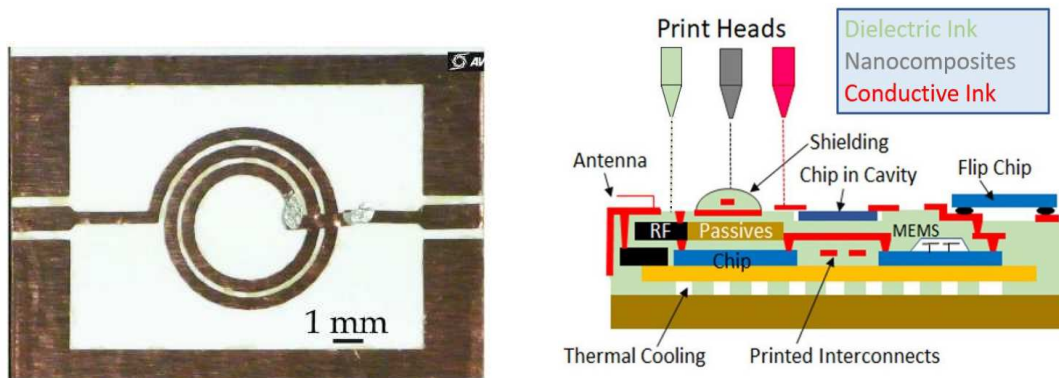 AV
1 mm
Print Heads
Dielectric Ink
Nanocomposites
Conductive Ink
Shielding
Antenna
Chip in Cavity
Flip Chip
RF
Passives
MEMS
Chip
Thermal Cooling
Printed Interconnects